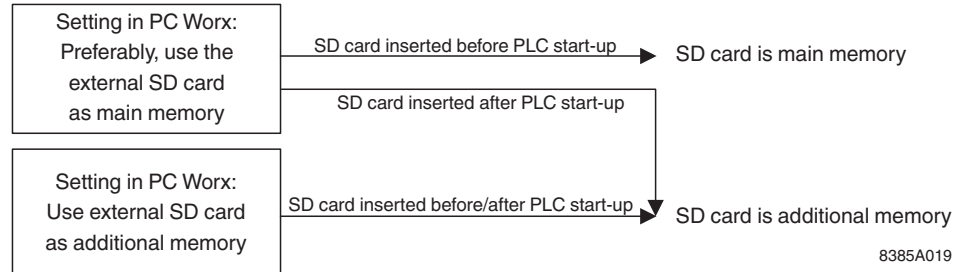 Setting in PC Worx:
Preferably, use the
external SD card
as main memory
SD card inserted before PLC start-up
SD card is main memory
SD card inserted after PLC start-up
Setting in PC Worx:
Use external SD card
as additional memory
SD card inserted before/after PLC start-up
SD card is additional memory
8385A019